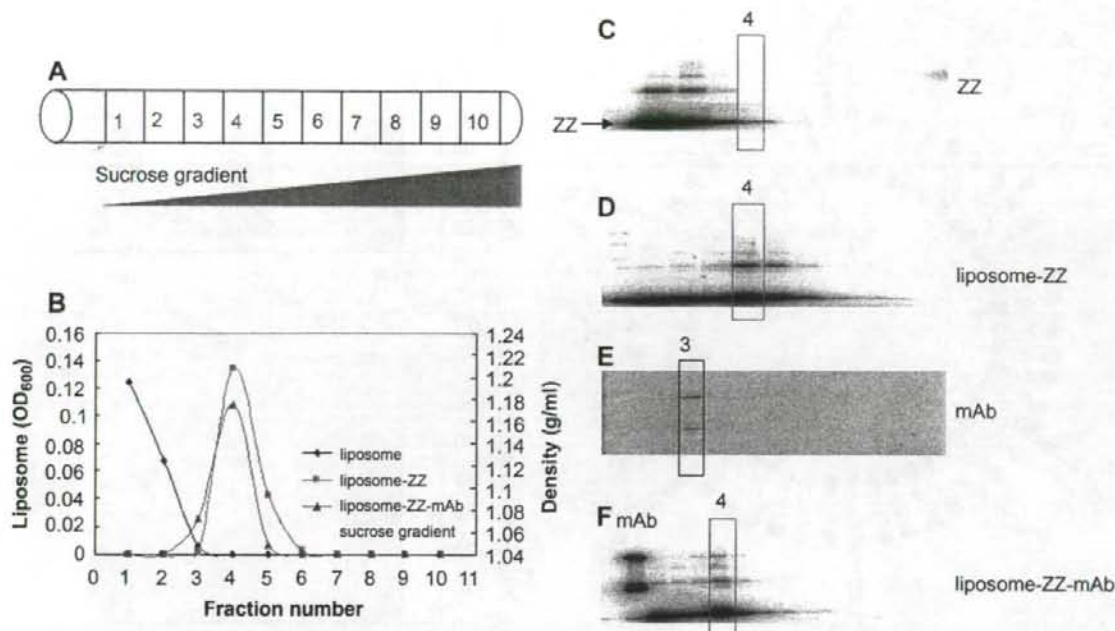 A
1 2 3 4 5 6 7 8 9 10
Sucrose gradient
B
Liposome (OD600)
0.16
0.14
0.12
0.1
0.08
0.06
0.04
0.02
0
1.24
1.22
1.2
1.18
1.16
1.14
1.12
1.1
1.08
1.06
1.04
Density (g/ml)
liposome
liposome-ZZ
liposome-ZZ-mAb
sucrose gradient
0 1 2 3 4 5 6 7 8 9 10 11
Fraction number
C
4
ZZ
ZZ
D
4
liposome-ZZ
E
3
mAb
F mAb
4
liposome-ZZ-mAb